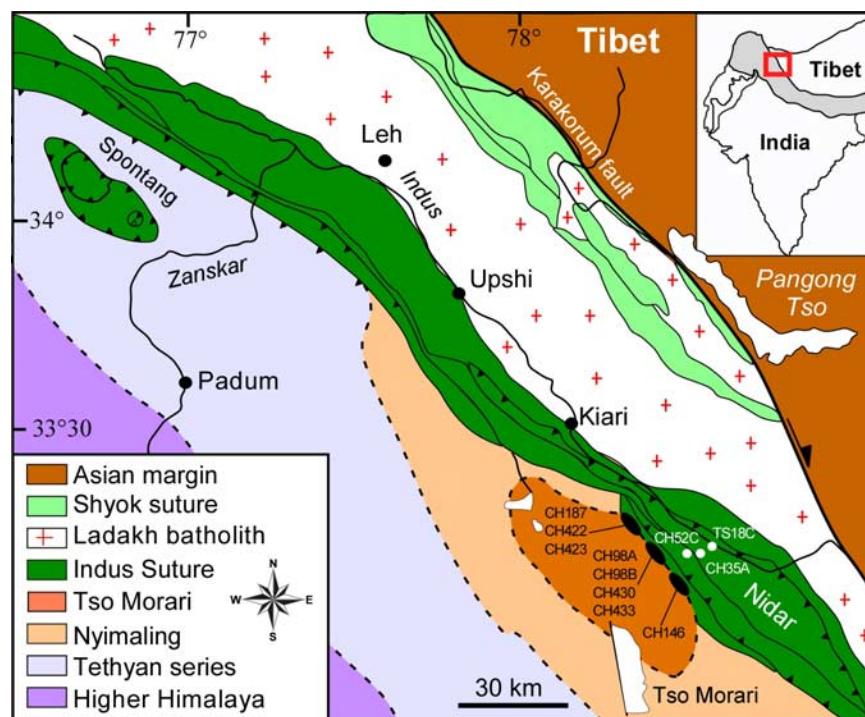 77°
78°
Tibet
Tibet
India
Karakorum fault
Leh
Indus
Spontang
34°
Zanskar
Upshi
Pangong
Tso
Padum
Kiari
33°30
Asian margin
Shyok suture
Ladakh batholith
Indus Suture
Tso Morari
Nyimaling
Tethyan series
Higher Himalaya
N
W
E
S
CH187
CH422
CH423
CH98A
CH98B
CH430
CH433
CH146
CH52C
TS18C
CH35A
Nidar
30 km
Tso Morari